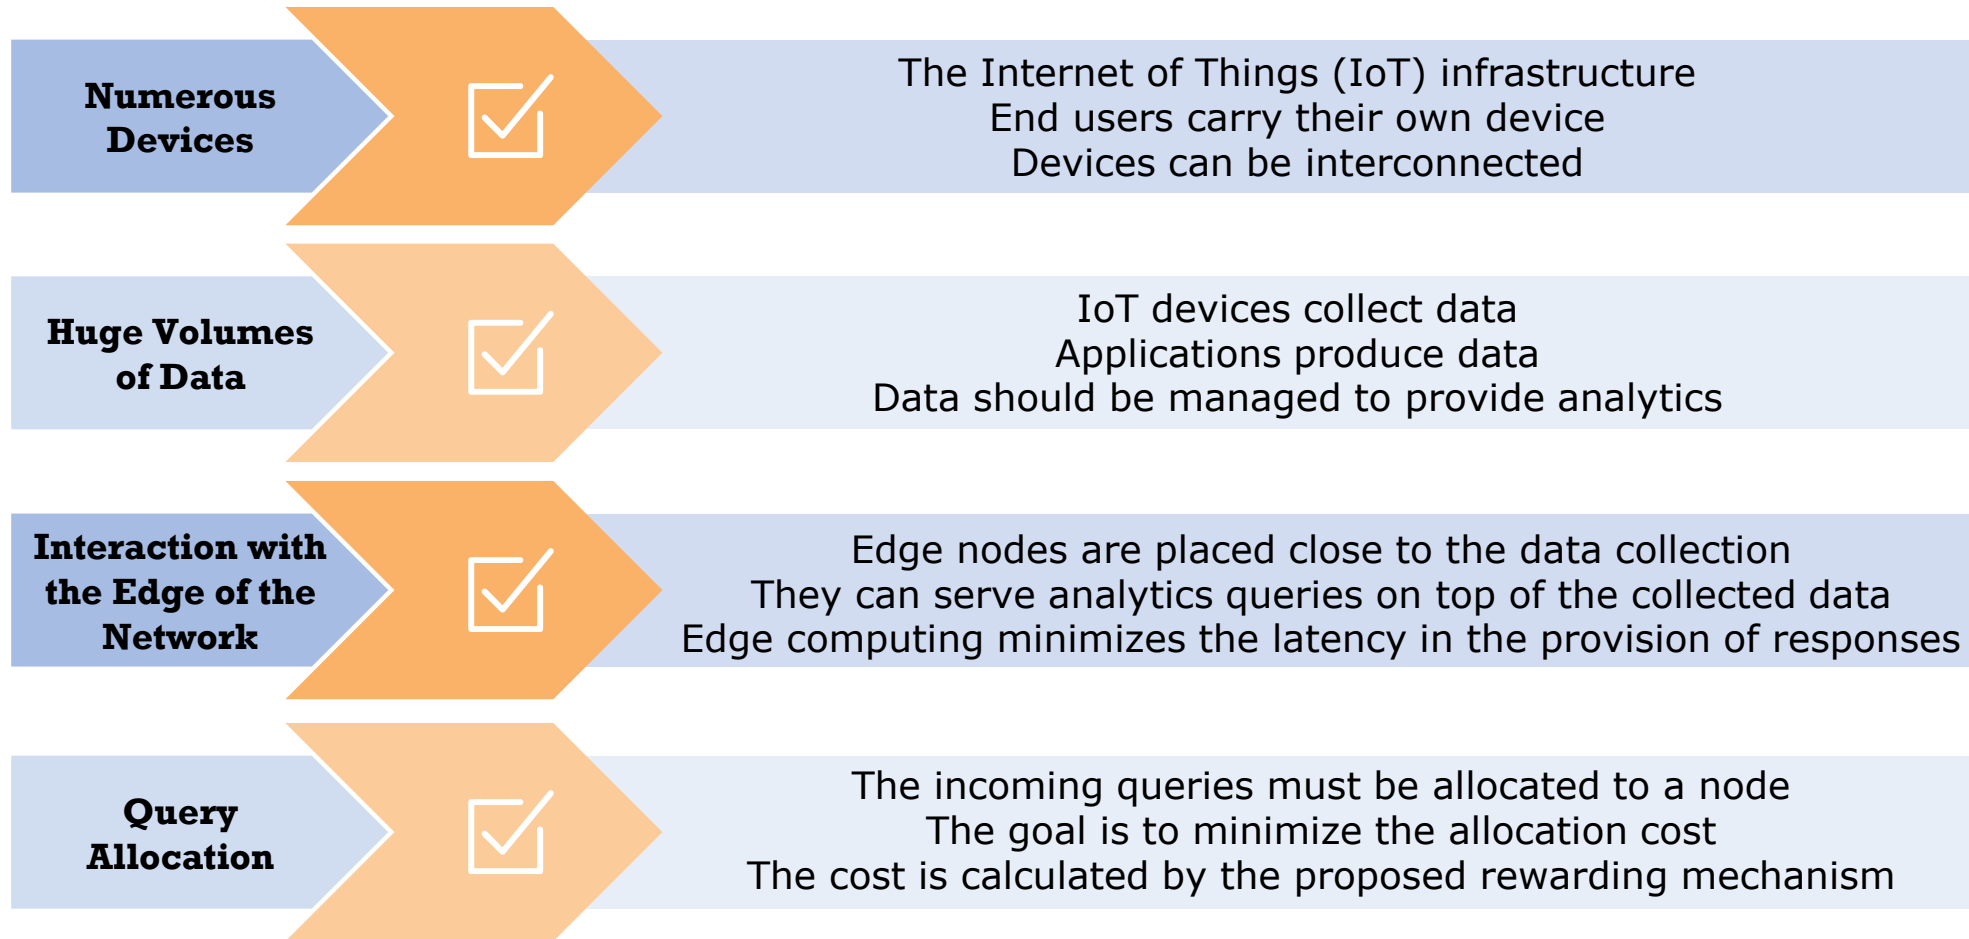 Numerous
Devices
The Internet of Things (IoT) infrastructure
End users carry their own device
Devices can be interconnected
Huge Volumes
of Data
IoT devices collect data
Applications produce data
Data should be managed to provide analytics
Interaction with
the Edge of the
Network
Edge nodes are placed close to the data collection
They can serve analytics queries on top of the collected data
Edge computing minimizes the latency in the provision of responses
Query
Allocation
The incoming queries must be allocated to a node
The goal is to minimize the allocation cost
The cost is calculated by the proposed rewarding mechanism